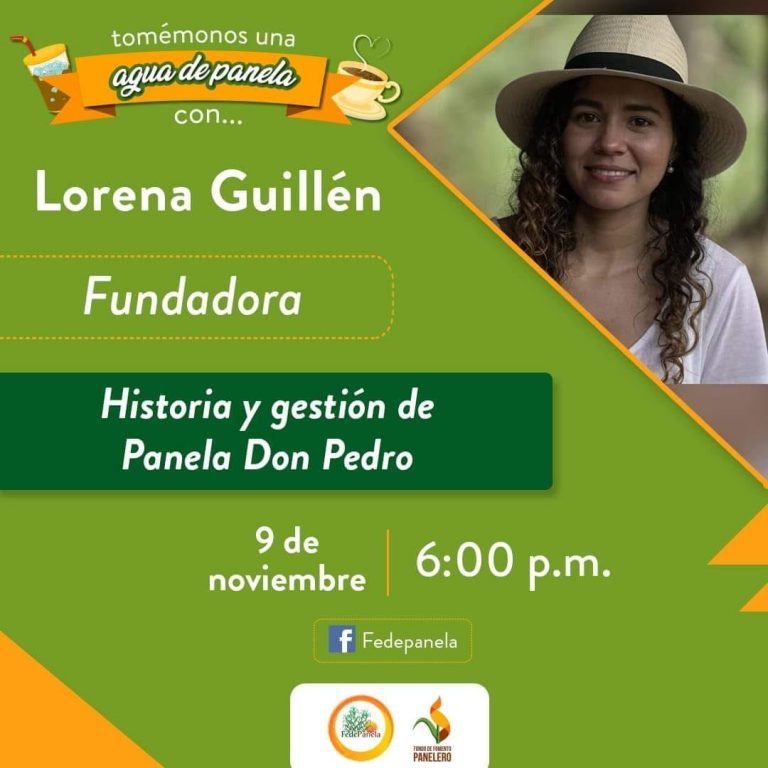 tomémonos una
agua de panela
con...
Lorena Guillén
Fundadora
Historia y gestión de
Panela Don Pedro
9 de
noviembre
6:00 p.m.
f Fedepanela
FedePanela
FONDO DE FOMENTO
PANELERO